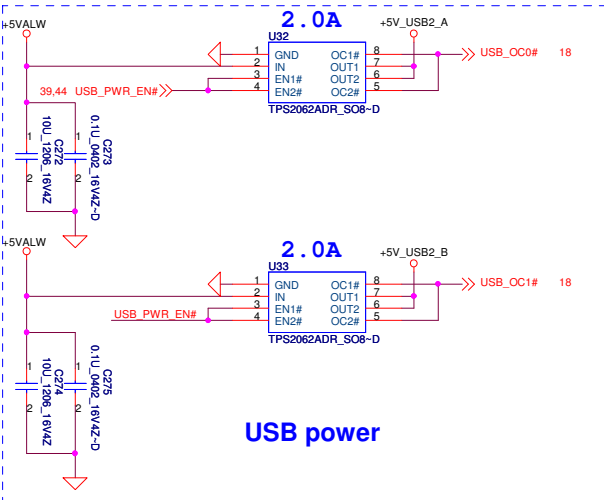 2.0A
+5VALW
U32
+5V_USB2_A
1 GND OC1# 8
2 IN OUT1 7
3 EN1# OUT2 6
4 EN2# OC2# 5
USB_OC0# 18
39,44 USB_PWR_EN#
TPS2062ADR_SO8~D
1 1
2 2
C272
10U_1206_16V4Z
C273
0.1U_0402_16V4Z~D
2.0A
+5VALW
U33
+5V_USB2_B
1 GND OC1# 8
2 IN OUT1 7
3 EN1# OUT2 6
4 EN2# OC2# 5
USB_OC1# 18
USB_PWR_EN#
TPS2062ADR_SO8~D
1 1
2 2
C274
10U_1206_16V4Z
C275
0.1U_0402_16V4Z~D
USB power